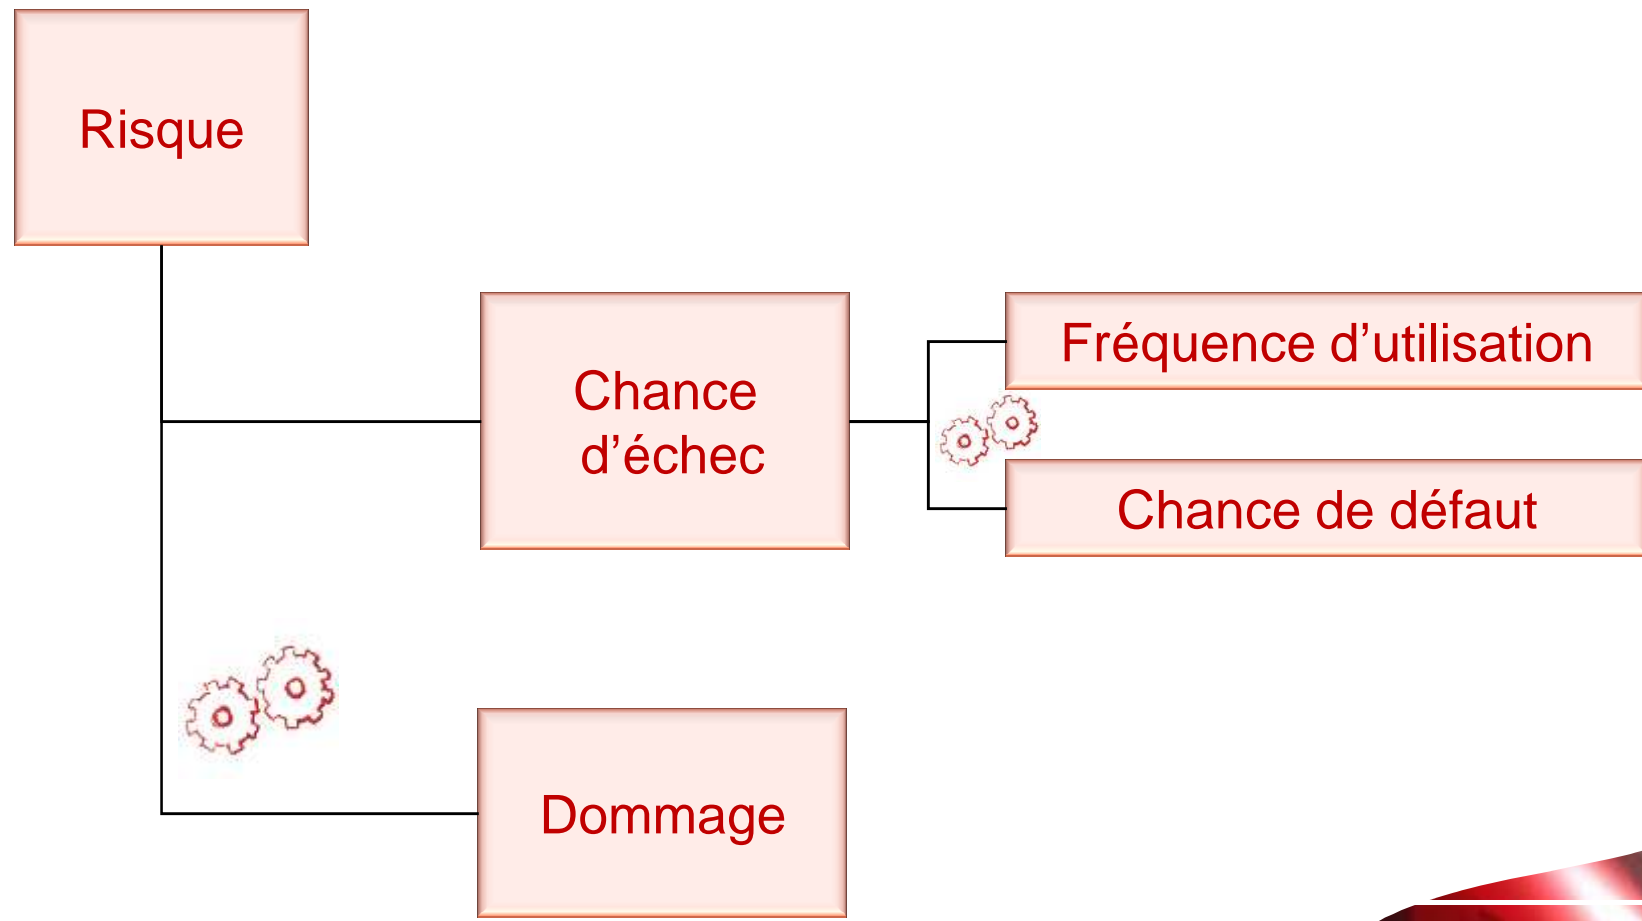 Risque
Chance
d’échec
Fréquence d’utilisation
Chance de défaut
Dommage